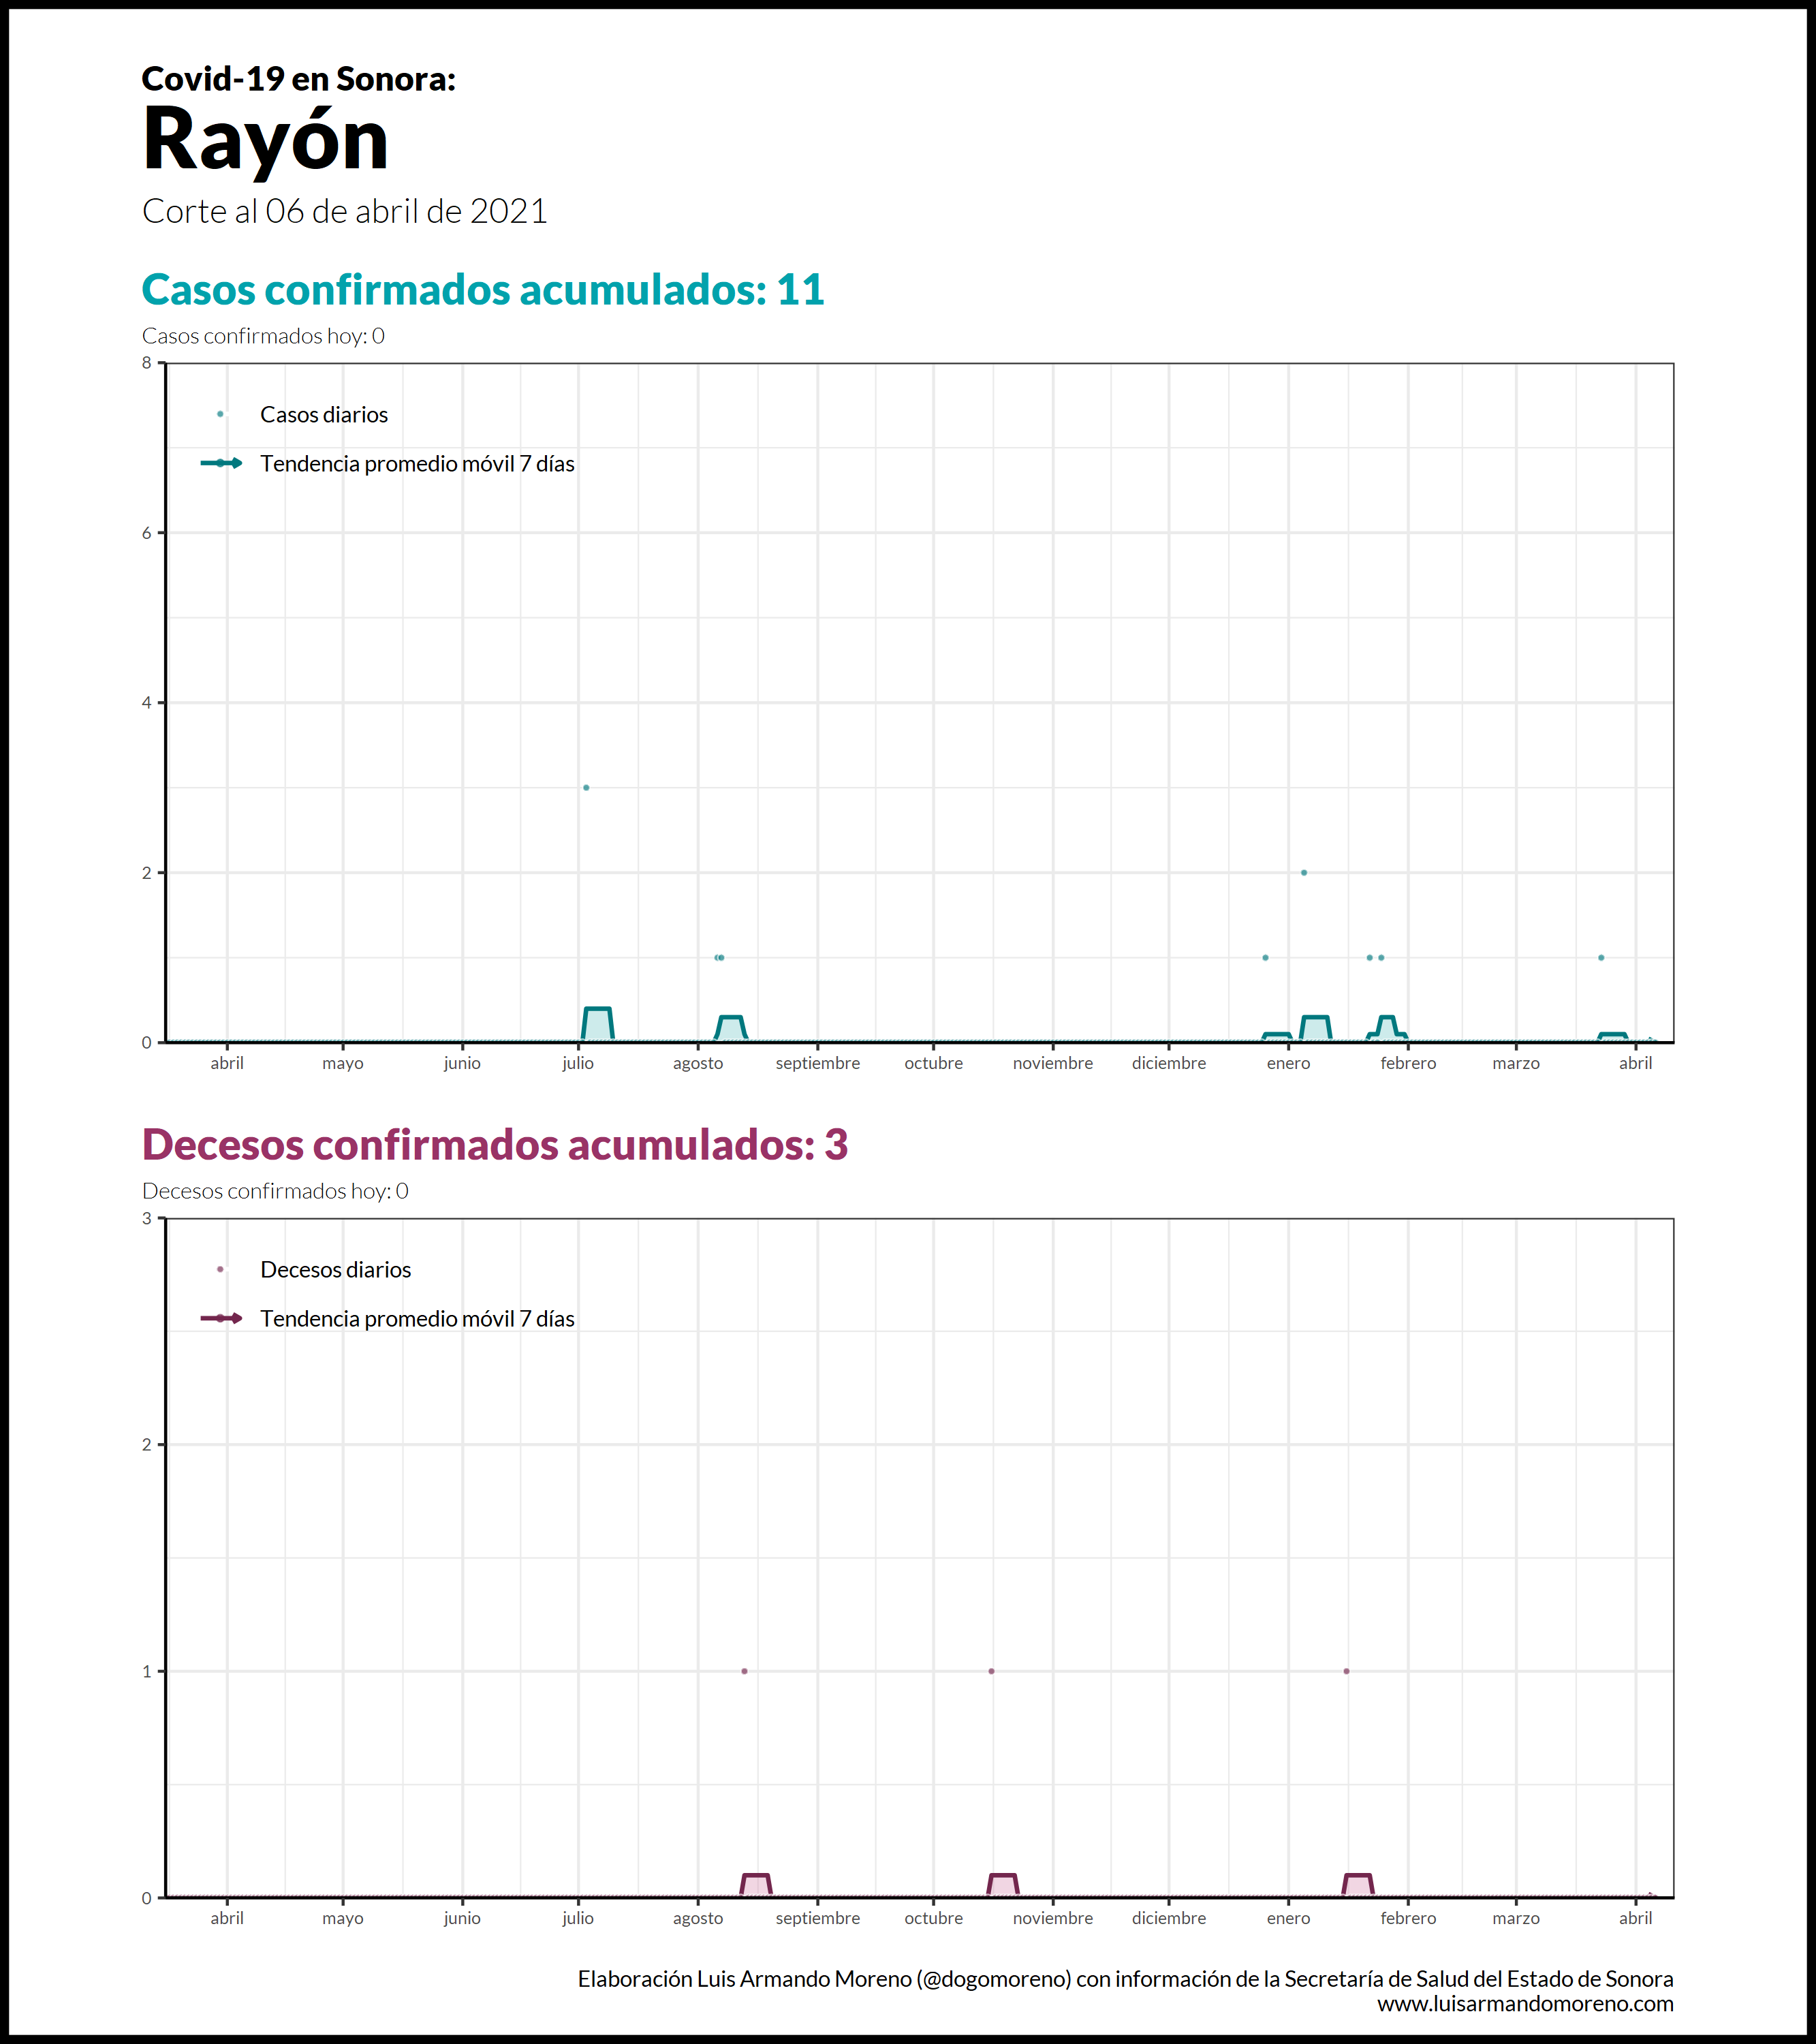 Covid-19 en Sonora:
Rayón
Corte al 06 de abril de 2021
Casos confirmados acumulados: 11
Casos confirmados hoy: 0
8
Casos diarios
Tendencia promedio móvil 7 días
6
4
2
0
abril mayo junio julio agosto septiembre octubre noviembre diciembre enero febrero marzo abril
Decesos confirmados acumulados: 3
Decesos confirmados hoy: 0
3
Decesos diarios
Tendencia promedio móvil 7 días
2
1
0
abril mayo junio julio agosto septiembre octubre noviembre diciembre enero febrero marzo abril
Elaboración Luis Armando Moreno (@dogomoreno) con información de la Secretaría de Salud del Estado de Sonora
www.luisarmandomoreno.com